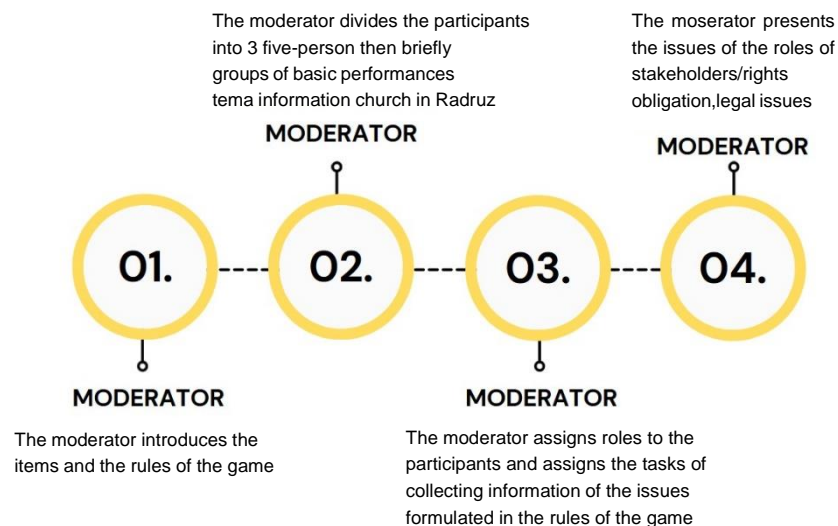 The moderator divides the participants
into 3 five-person then briefly
groups of basic performances
tema information church in Radruz
MODERATOR
The moserator presents
the issues of the roles of
stakeholders/rights
obligation,legal issues
MODERATOR
01.
02.
03.
04.
MODERATOR
The moderator introduces the
items and the rules of the game
MODERATOR
The moderator assigns roles to the
participants and assigns the tasks of
collecting information of the issues
formulated in the rules of the game